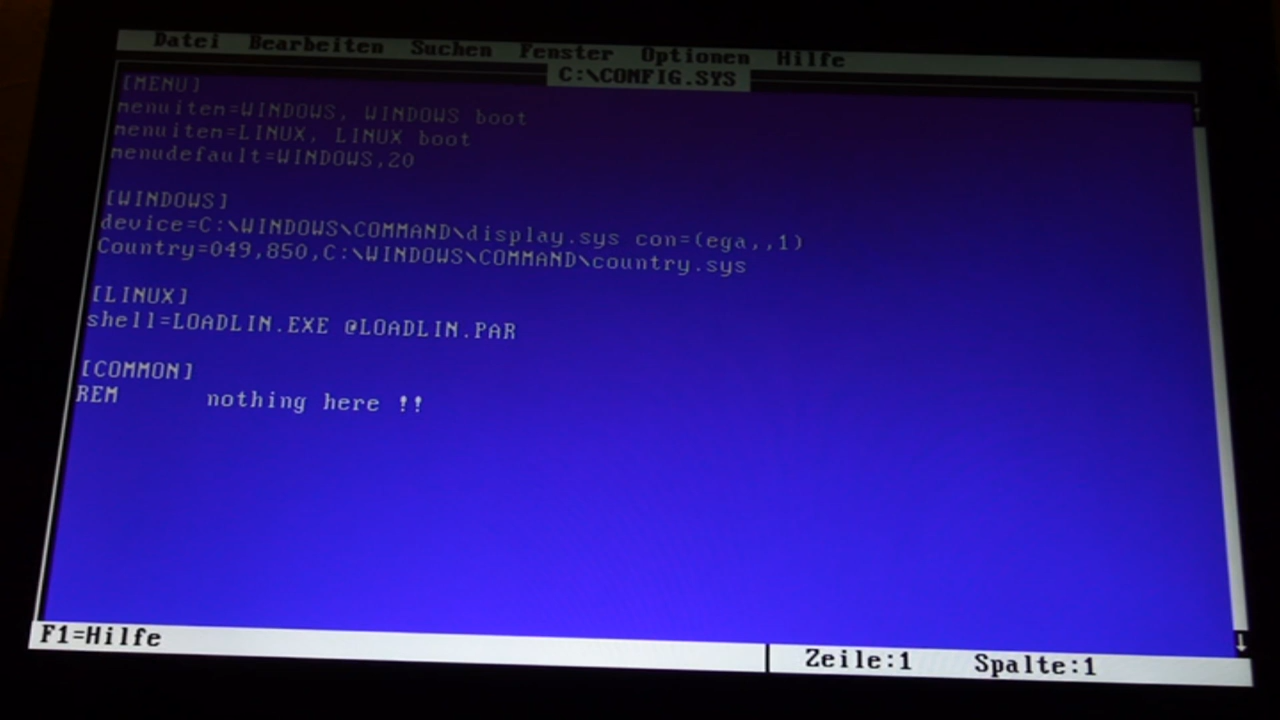 Datei Bearbeiten Suchen Fenster Optionen Hilfe
C:\CONFIG.SYS
[MENU]
menuitem=WINDOWS, WINDOWS boot
menuitem=LINUX, LINUX boot
menudefault=WINDOWS,20
[WINDOWS]
device=C:\WINDOWS\COMMAND\display.sys con=(ega,,1)
Country=049,850,C:\WINDOWS\COMMAND\country.sys
[LINUX]
shell=LOADLIN.EXE @LOADLIN.PAR
[COMMON]
REM nothing here !!
F1=Hilfe Zeile:1 Spalte:1